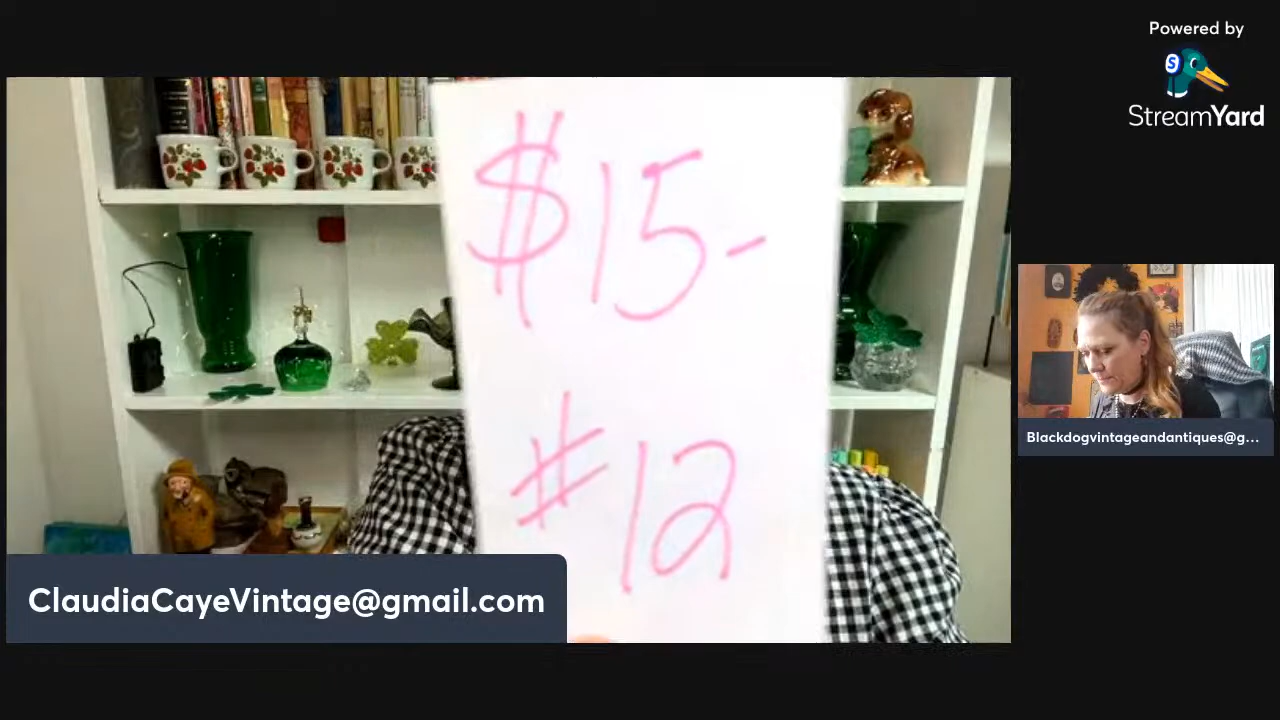 Powered by
StreamYard
$15-
#12
ClaudiaCayeVintage@gmail.com
Blackdogvintageandantiques@g...